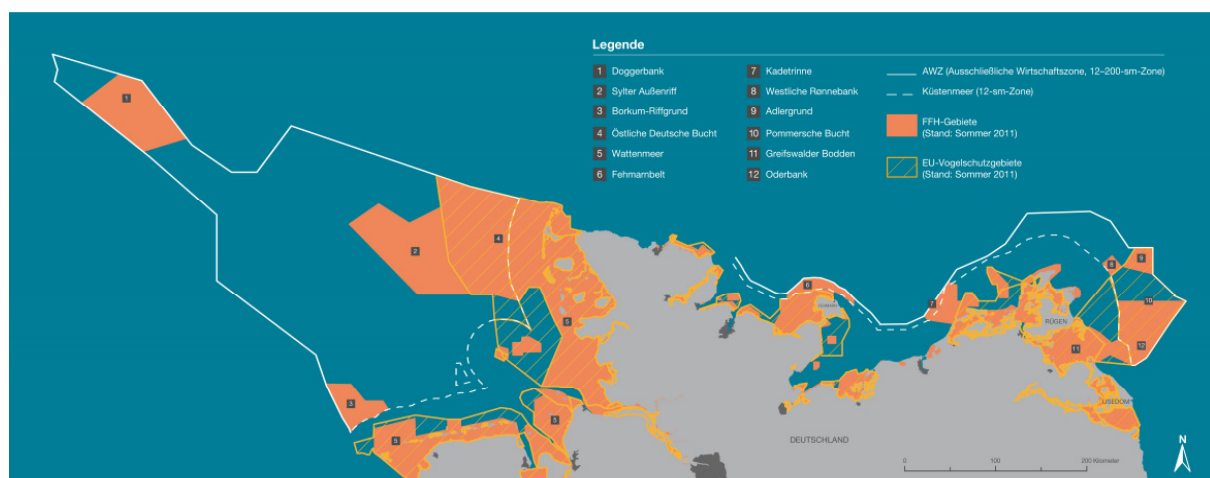 Legende
1 Doggerbank
2 Sylter Außenriff
3 Borkum-Riffgrund
4 Östliche Deutsche Bucht
5 Wattenmeer
6 Fehmarnbelt
7 Kadetrinne
8 Westliche Rønnebank
9 Adlergrund
10 Pommersche Bucht
11 Greifswalder Bodden
12 Oderbank
AWZ (Ausschließliche Wirtschaftszone, 12–200-sm-Zone)
Küstenmeer (12-sm-Zone)
FFH-Gebiete
(Stand: Sommer 2011)
EU-Vogelschutzgebiete
(Stand: Sommer 2011)
1
2
4
5
3
5
5
6
7
8
9
10
12
11
RÜGEN
USEDOM
DEUTSCHLAND
0 100 200 Kilometer
N